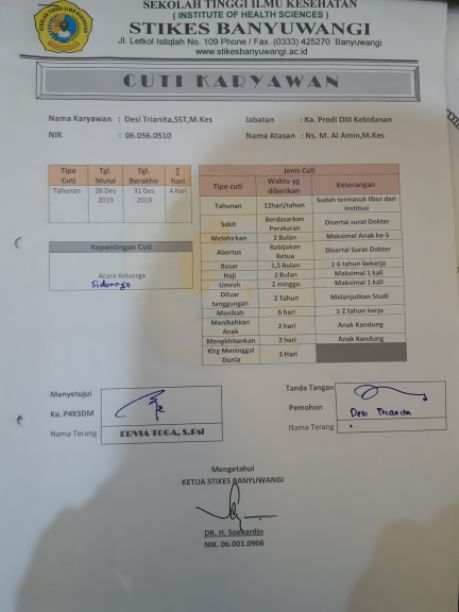 SEKOLAH TINGGI ILMU KESEHATAN
( INSTITUTE OF HEALTH SCIENCES )
STIKES BANYUWANGI
Jl. Letkol Istiqlah No. 109 Phone / Fax. (0333) 425270 Banyuwangi
www.stikesbanyuwangi.ac.id
CUTI KARYAWAN
Nama Karyawan : Desi Trianita,SST,M.Kes Jabatan : Ka. Prodi DIII Kebidanan
NIK : 06.056.0510 Nama Atasan : Ns. M. Al Amin,M.Kes
Tipe Cuti Tgl. Mulai Tgl. Berakhir ∑ hari
Tahunan 26 Des 2019 31 Des 2019 4 hari
Kepentingan Cuti
Acara Keluarga
Sidoarjo
Jenis Cuti
Tipe cuti Waktu yg diberikan Keterangan
Tahunan 12hari/tahun Sudah termasuk libur dari institusi
Sakit Berdasarkan Peraturan Disertai surat Dokter
Melahirkan 2 Bulan Maksimal Anak ke-3
Abortus Kebijakan Ketua Disertai Surat Dokter
Besar 1,5 Bulan ≥ 6 tahun bekerja
Haji 2 Bulan Maksimal 1 kali
Umroh 2 minggu Maksimal 1 kali
Diluar tanggungan 2 Tahun Melanjutkan Studi
Menikah 6 hari ≥ 2 tahun kerja
Menikahkan Anak 2 hari Anak Kandung
Mengkhitankan 2 hari Anak Kandung
Klrg Meninggal Dunia 3 Hari
Menyetujui
Ka. P4KSDM
Nama Terang ERVIA TOGA, S.Psi
Tanda Tangan
Pemohon
Desi Trianita
Nama Terang
Mengetahui
KETUA STIKES BANYUWANGI
DR. H. Soekardjo
NIK. 06.001.0906